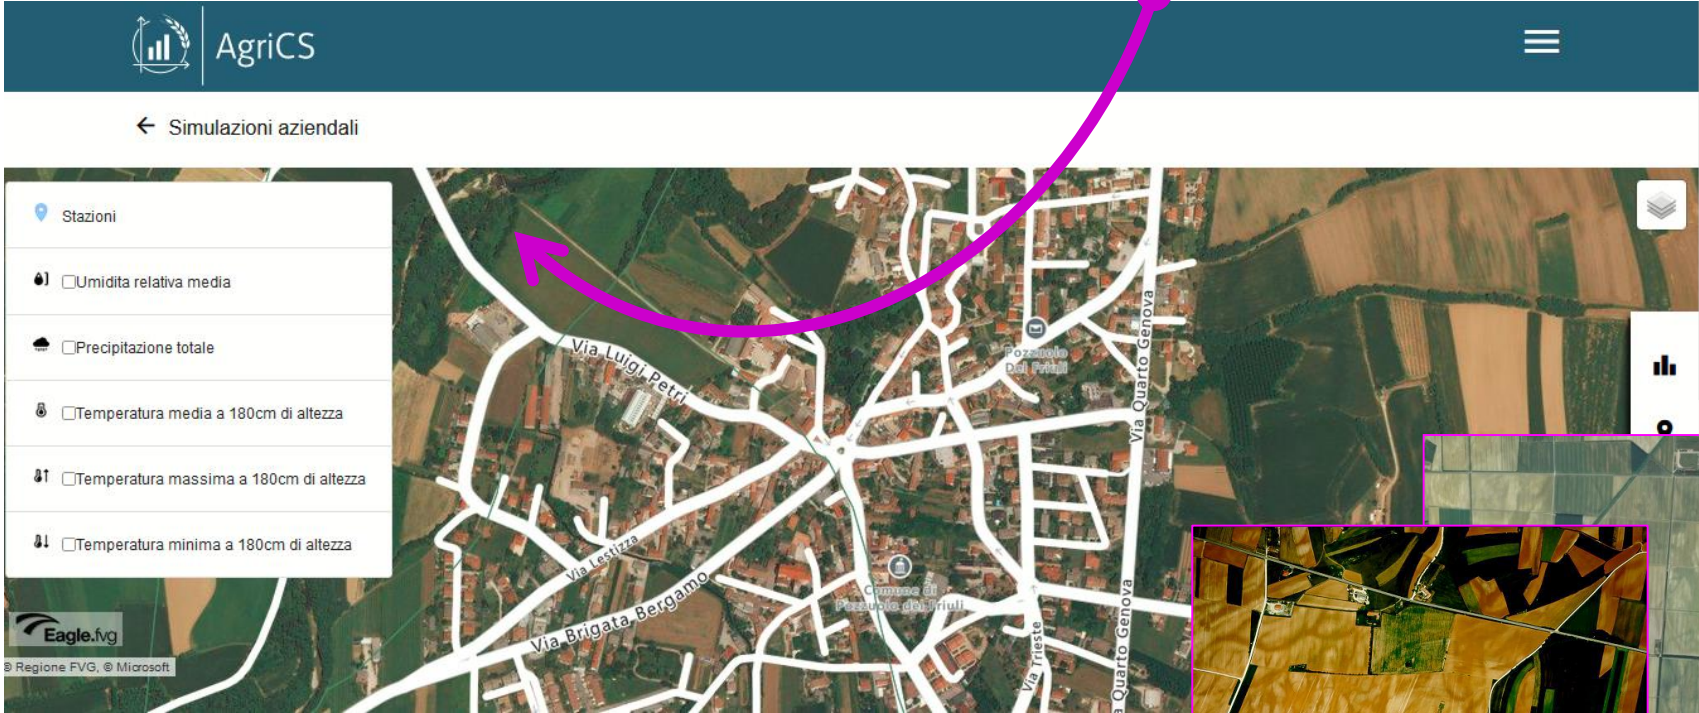 AgriCS
← Simulazioni aziendali
Stazioni
Umidita relativa media
Precipitazione totale
Temperatura media a 180cm di altezza
Temperatura massima a 180cm di altezza
Temperatura minima a 180cm di altezza
Via Luigi Petri
Pozzuolo
Del Friuli
Via Quarto Genova
Via Lestizza
Comune di
Pozzuolo del Friuli
Via Brigata Bergamo
Via Trieste
Quarto Genova
Eagle.fvg
© Regione FVG, © Microsoft